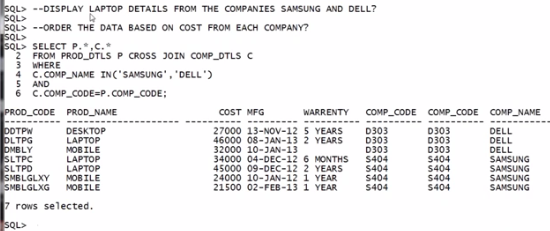 SQL> --DISPLAY LAPTOP DETAILS FROM THE COMPANIES SAMSUNG AND DELL?
SQL>
SQL> --ORDER THE DATA BASED ON COST FROM EACH COMPANY?
SQL>
SQL>
SQL> SELECT P.*,C.*
2 FROM PROD_DTLS P CROSS JOIN COMP_DTLS C
3 WHERE
4 C.COMP_NAME IN('SAMSUNG','DELL')
5 AND
6 C.COMP_CODE=P.COMP_CODE;
PROD_CODE PROD_NAME COST MFG WARRENTY COMP_CODE COMP_CODE COMP_NAME
DDTPW DESKTOP 27000 13-NOV-12 5 YEARS D303 D303 DELL
DLTPG LAPTOP 46000 08-JAN-13 2 YEARS D303 D303 DELL
DMBLY MOBILE 32000 10-JAN-13 D303 D303 DELL
SLTPC LAPTOP 34000 04-DEC-12 6 MONTHS S404 S404 SAMSUNG
SLTPD LAPTOP 45000 09-DEC-12 2 YEARS S404 S404 SAMSUNG
SMBLGLXY MOBILE 24000 10-JAN-12 1 YEAR S404 S404 SAMSUNG
SMBLGLXG MOBILE 21500 02-FEB-13 1 YEAR S404 S404 SAMSUNG
7 rows selected.
SQL>